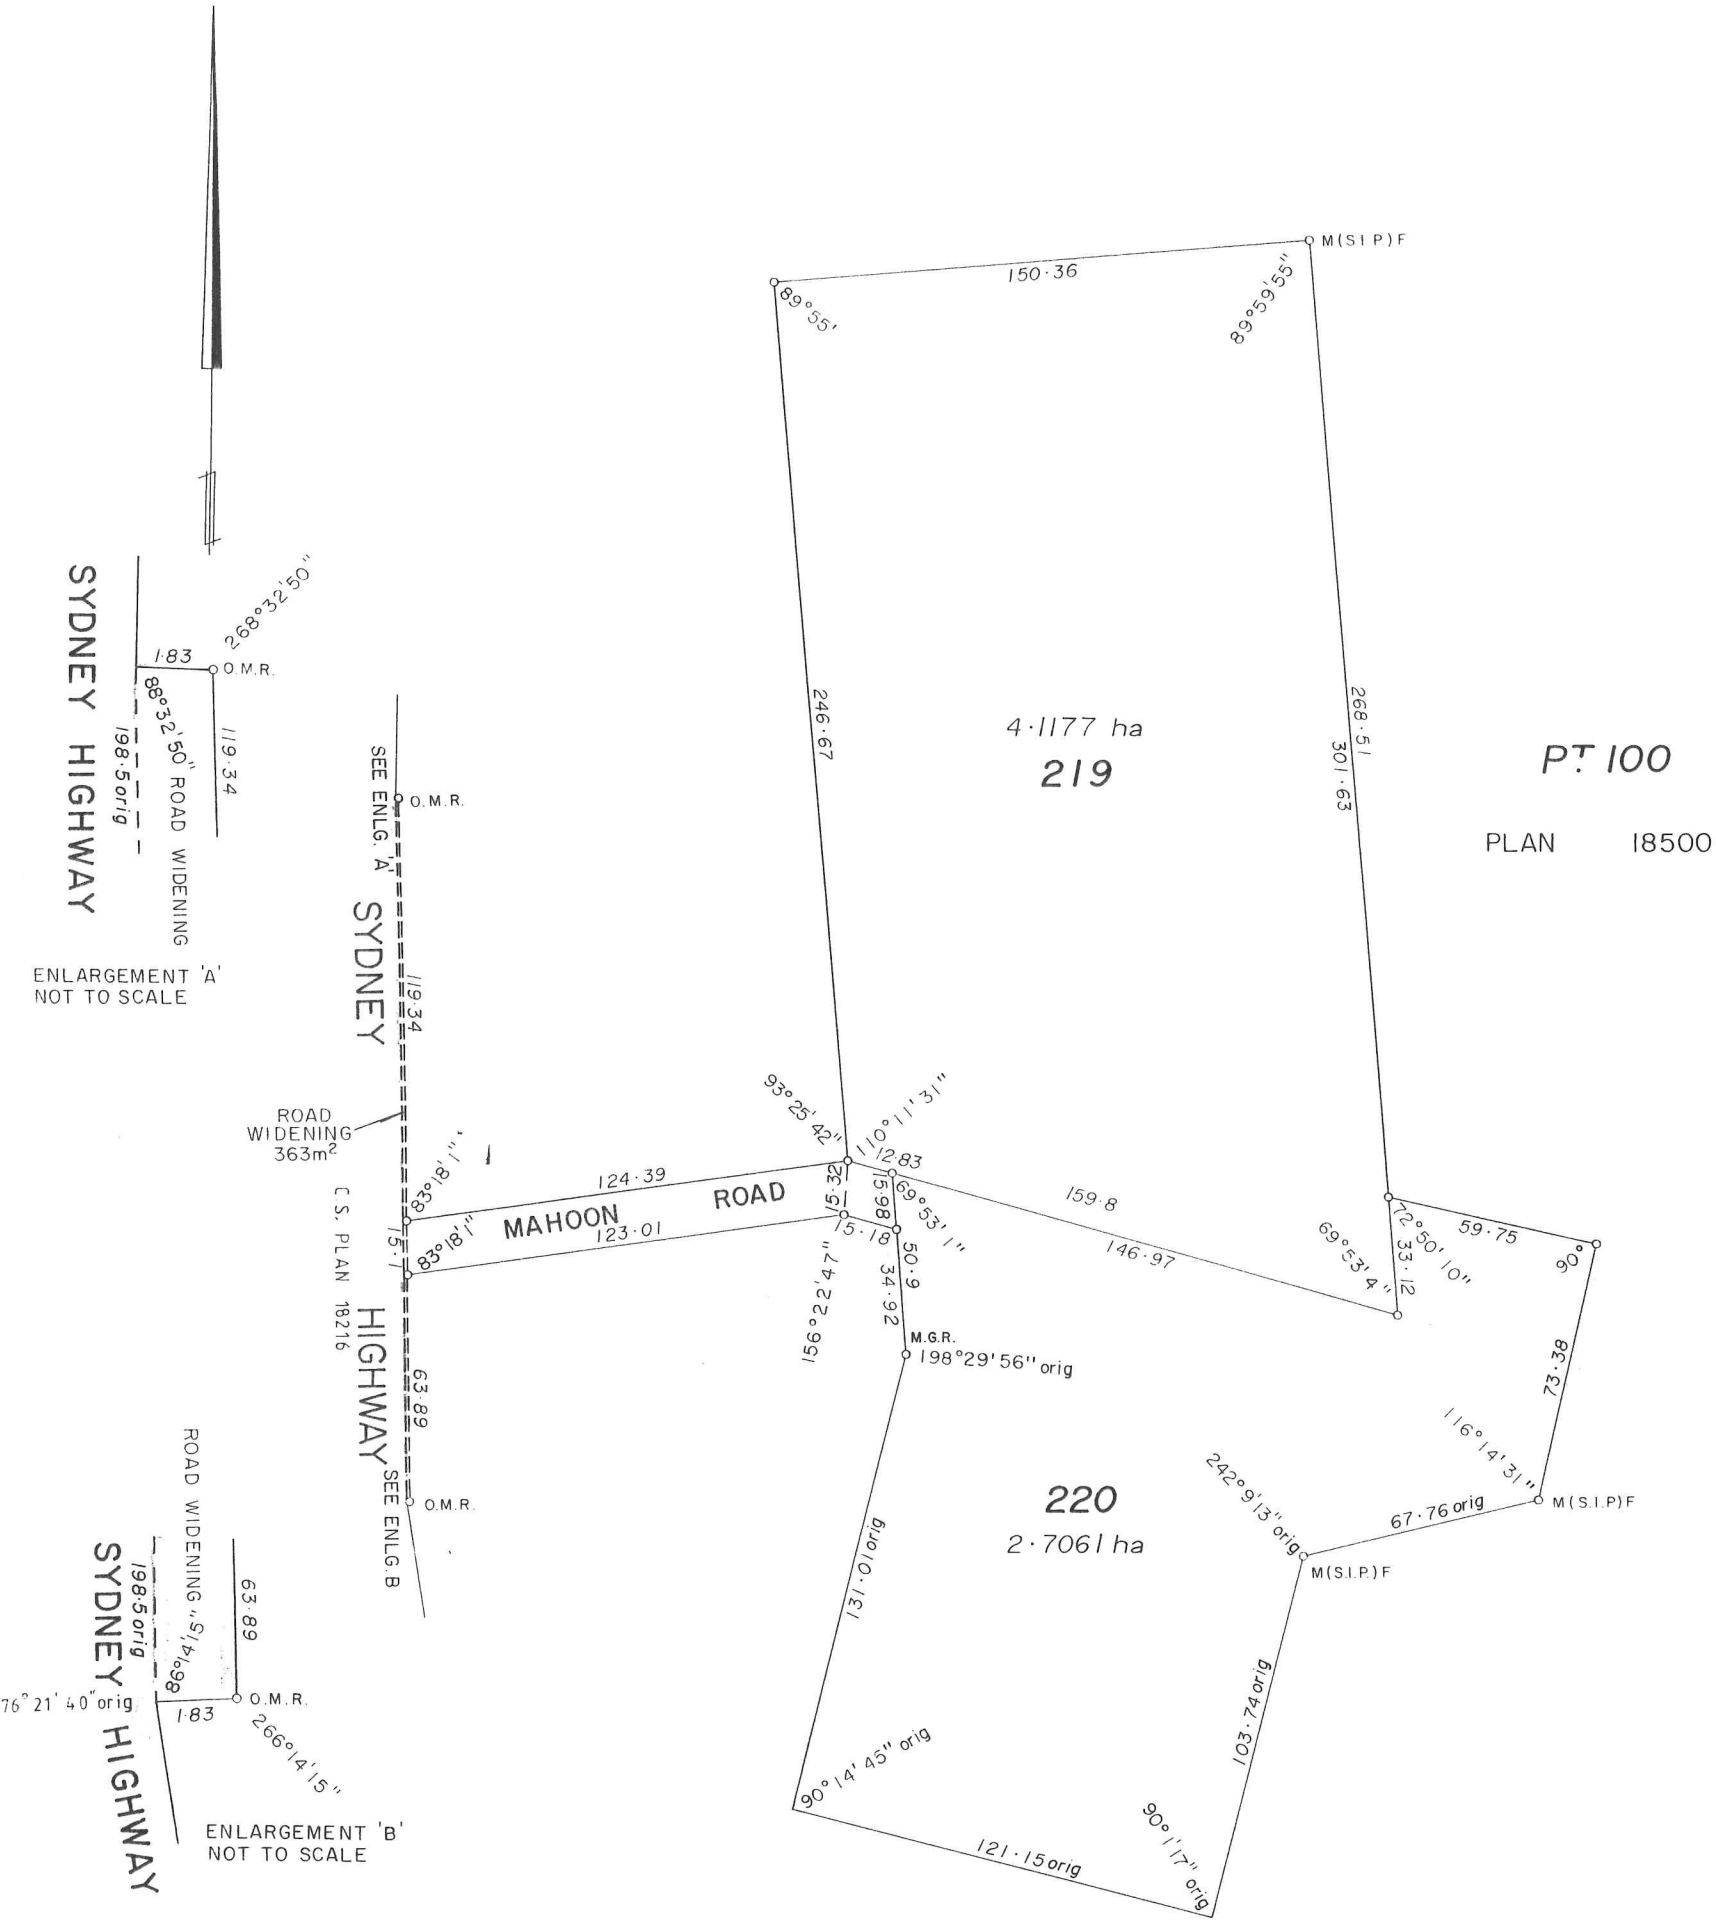 M(S.I.P.)F
150·36
89°55'
89°59'55"
268°32'50"
1·83
O.M.R.
88°32'50" ROAD WIDENING
198·5 orig
119·34
SYDNEY HIGHWAY
ENLARGEMENT 'A'
NOT TO SCALE
246·67
268·51
301·63
4·1177 ha
219
PT 100
PLAN 18500
SEE ENLG. 'A'
O.M.R.
SYDNEY
119·34
ROAD
WIDENING
363m²
C.S. PLAN 18216
93°25'42"
110°11'31"
83°18'1"
124·39
12·83
15·32
15·98
69°53'1"
MAHOON ROAD
159·8
15·1
83°18'1"
123·01
15·18
50·9
34·92
146·97
69°53'4"
72°50'10"
33·12
59·75
90°
156°22'47"
M.G.R.
198°29'56" orig
73·38
HIGHWAY
63·89
SEE ENLG. B
O.M.R.
116°14'31"
242°9'13" orig
67·76 orig
M(S.I.P)F
M(S.I.P.)F
220
2·7061 ha
131·01 orig
103·74 orig
90°14'45" orig
90°1'17" orig
121·15 orig
ROAD WIDENING
198·5 orig
SYDNEY HIGHWAY
86°14'15"
63·89
76°21'40" orig
1·83
O.M.R.
266°14'15"
ENLARGEMENT 'B'
NOT TO SCALE